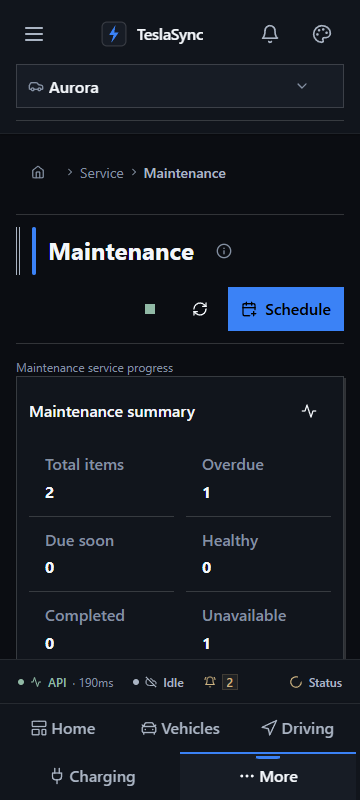 TeslaSync
Aurora
Service
Maintenance
Maintenance
Schedule
Maintenance service progress
Maintenance summary
Total items
Overdue
2
1
Due soon
Healthy
0
0
Completed
Unavailable
0
1
API · 190ms
Idle
2
Status
Home
Vehicles
Driving
Charging
More